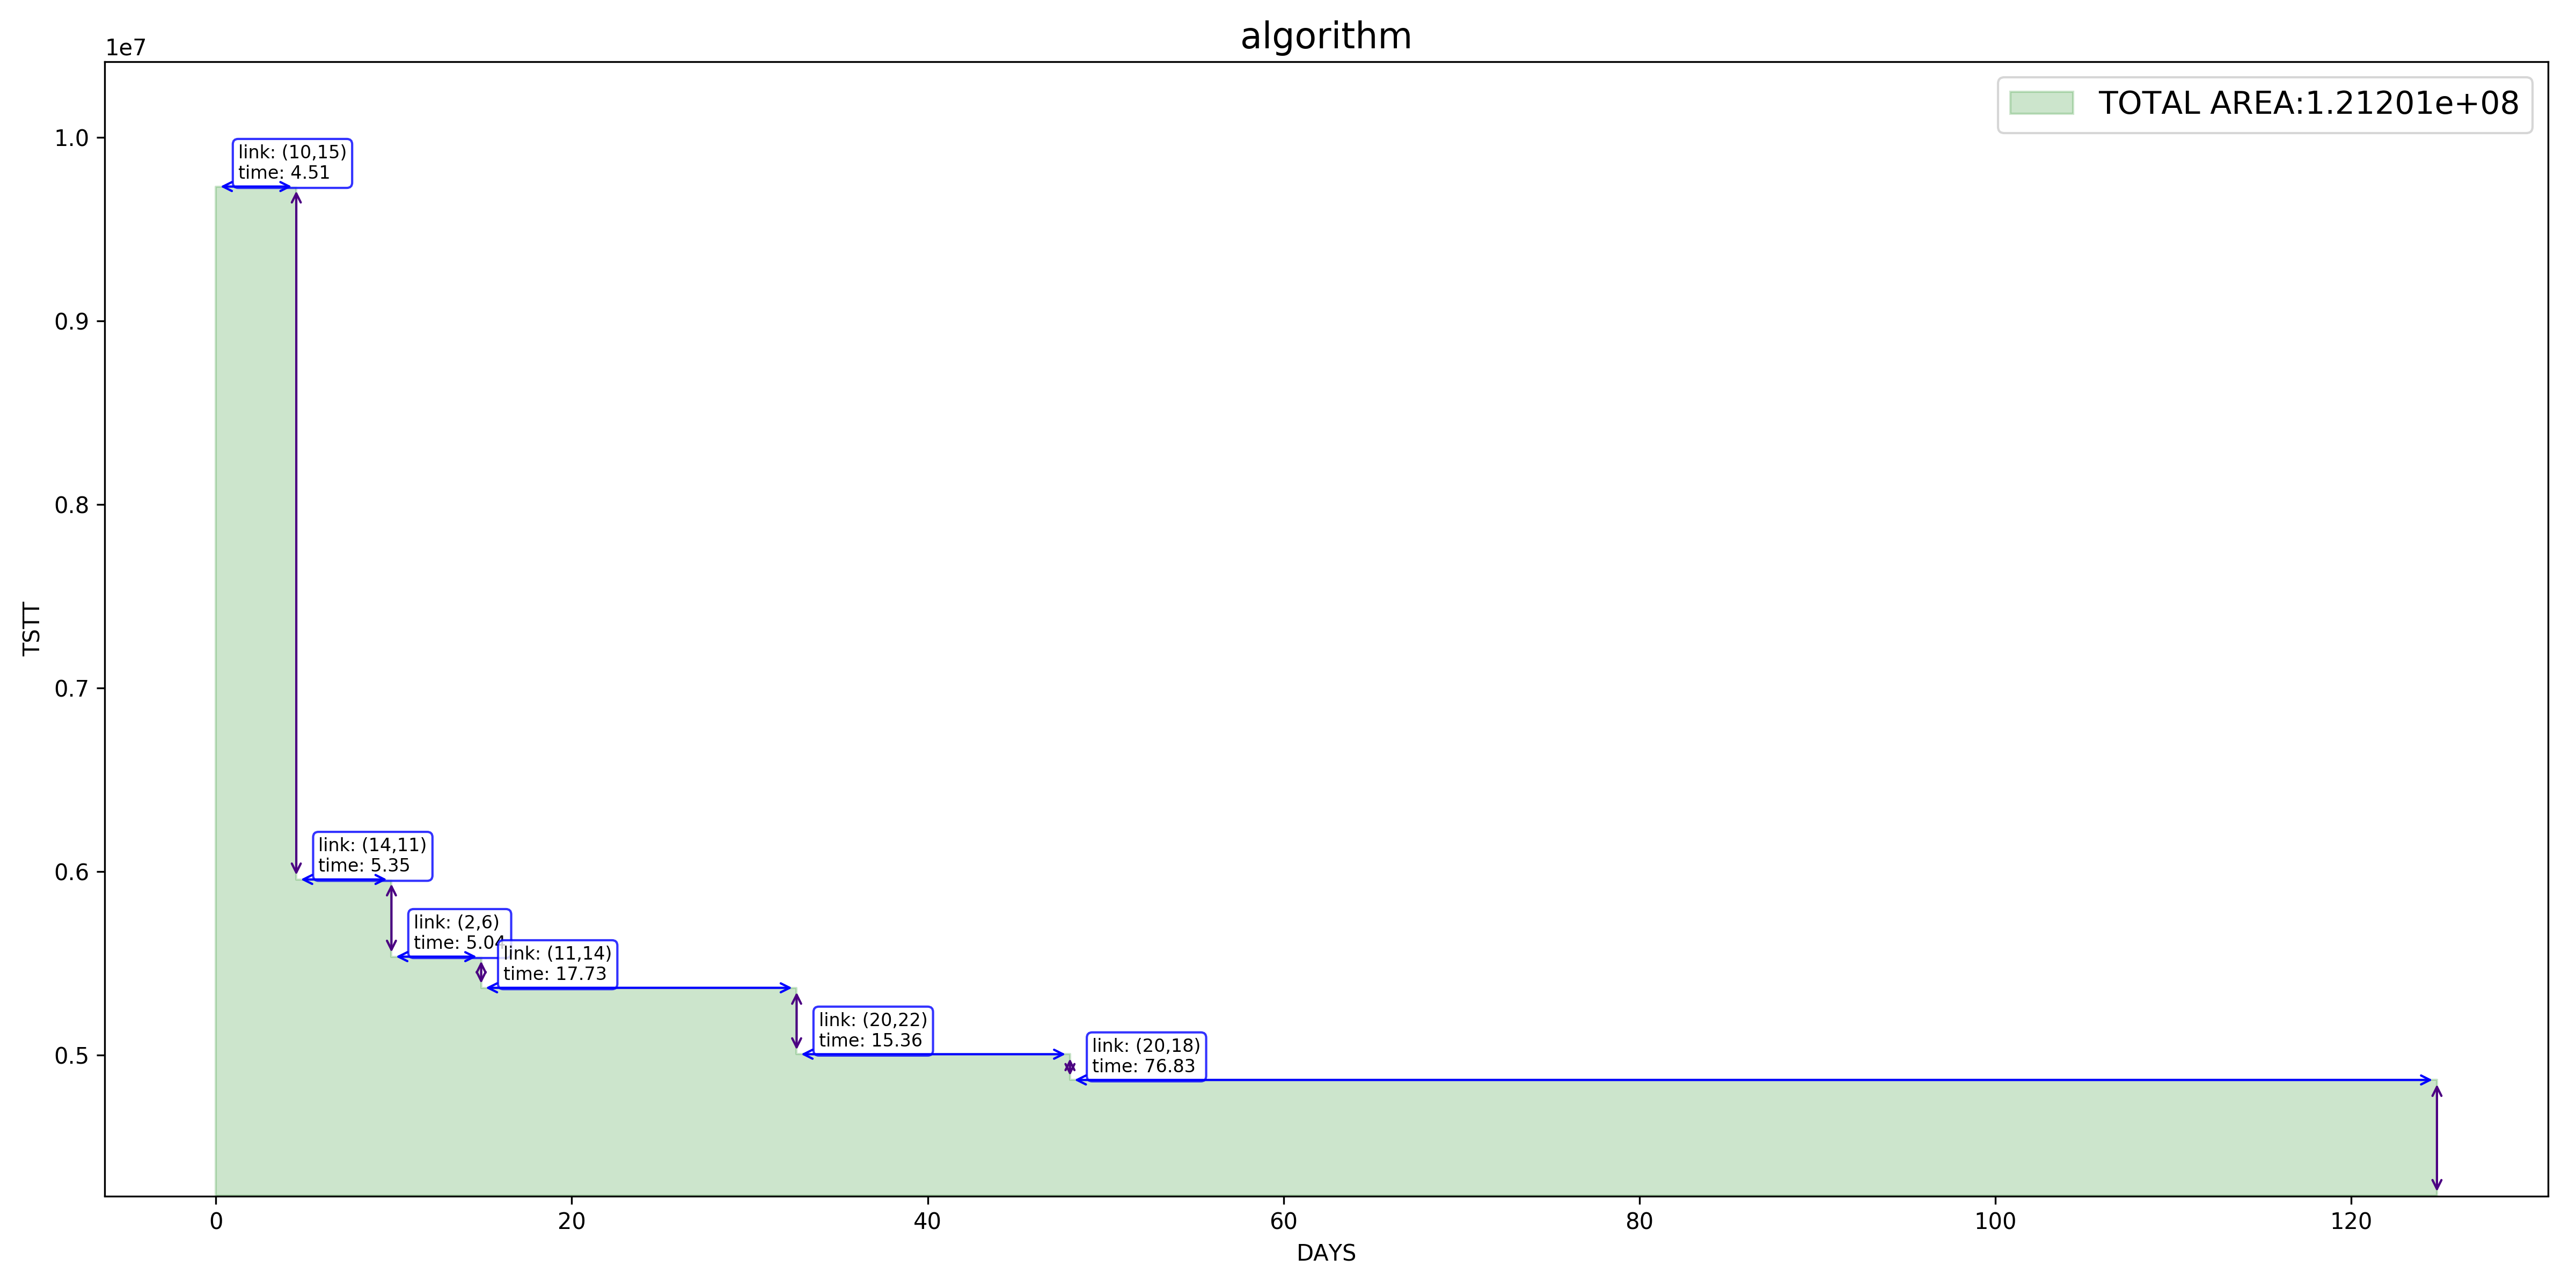 algorithm
1e7
TOTAL AREA:1.21201e+08
1.0
0.9
0.8
0.7
0.6
0.5
TSTT
link: (10,15)
time: 4.51
link: (14,11)
time: 5.35
link: (2,6)
time: 5.04
link: (11,14)
time: 17.73
link: (20,22)
time: 15.36
link: (20,18)
time: 76.83
0
20
40
60
80
100
120
DAYS